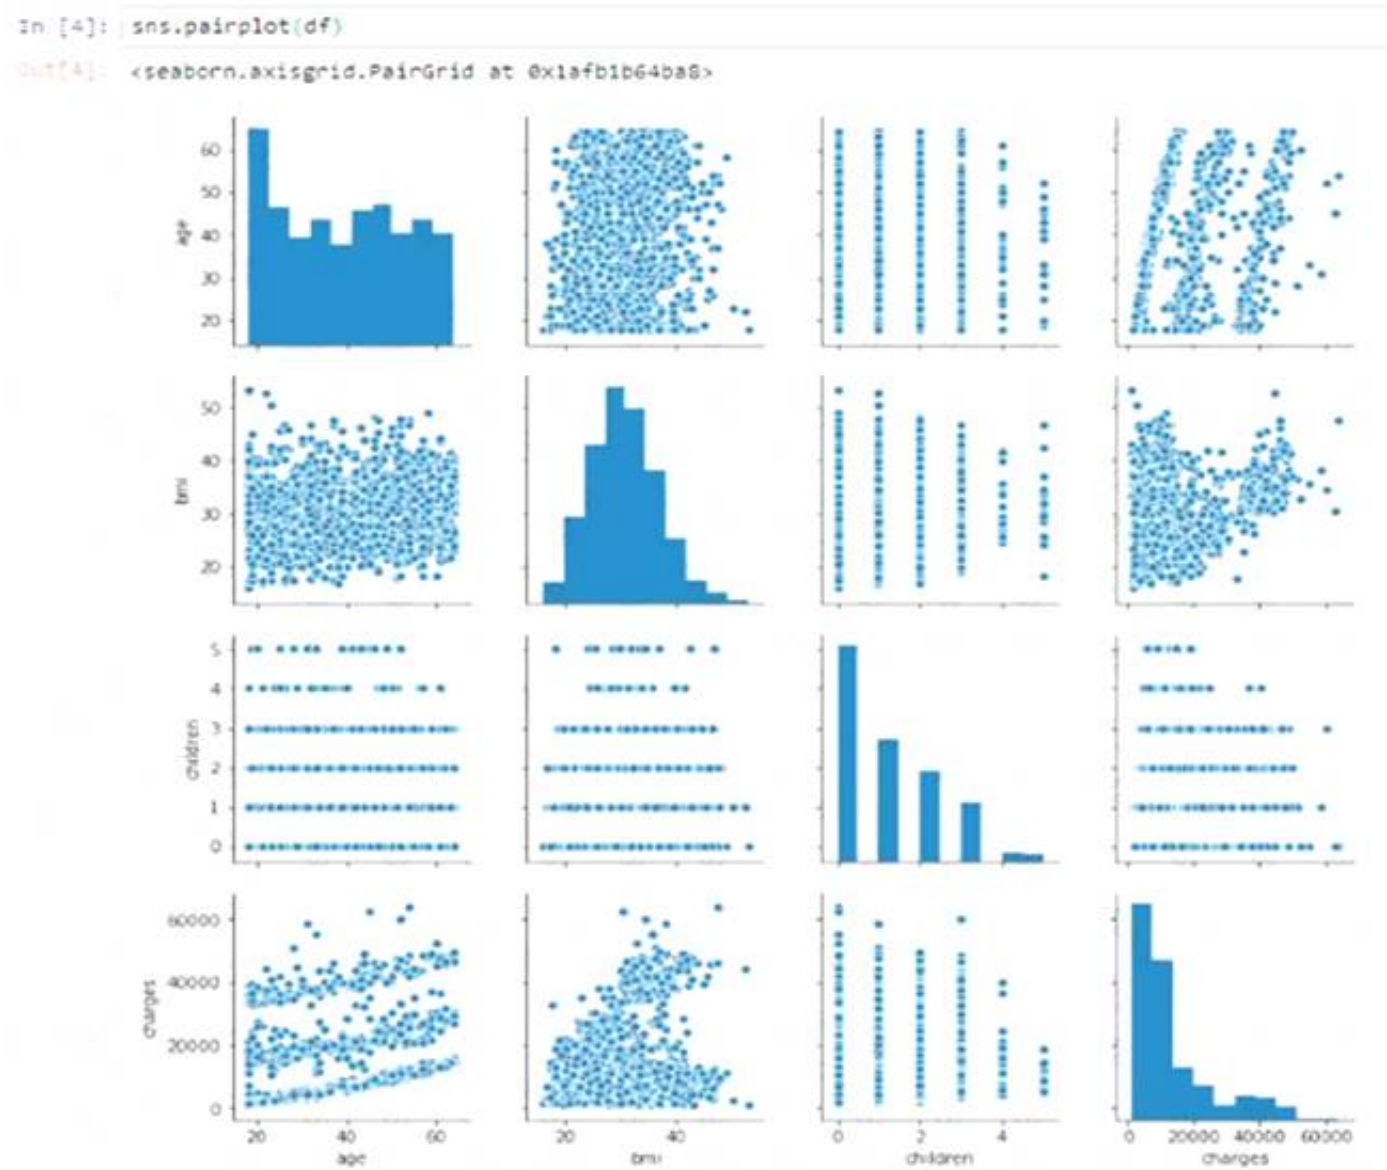 In [4]: sns.pairplot(df)
Out[4]: <seaborn.axisgrid.PairGrid at 0x1afb1b64ba8>
60
50
40
30
20
age
50
40
30
20
bmi
5
4
3
2
1
0
children
60000
40000
20000
0
charges
20 40 60 20 40 0 2 4 0 20000 40000 60000
age bmi children charges